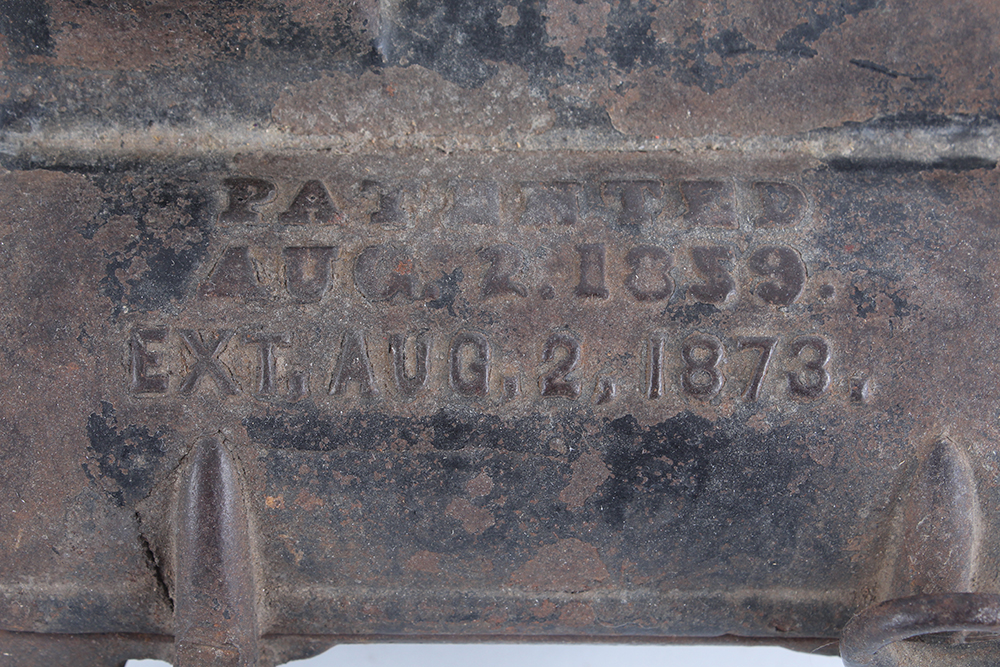 PATENTED
AUG. 2. 1859.
EXT. AUG. 2, 1873.